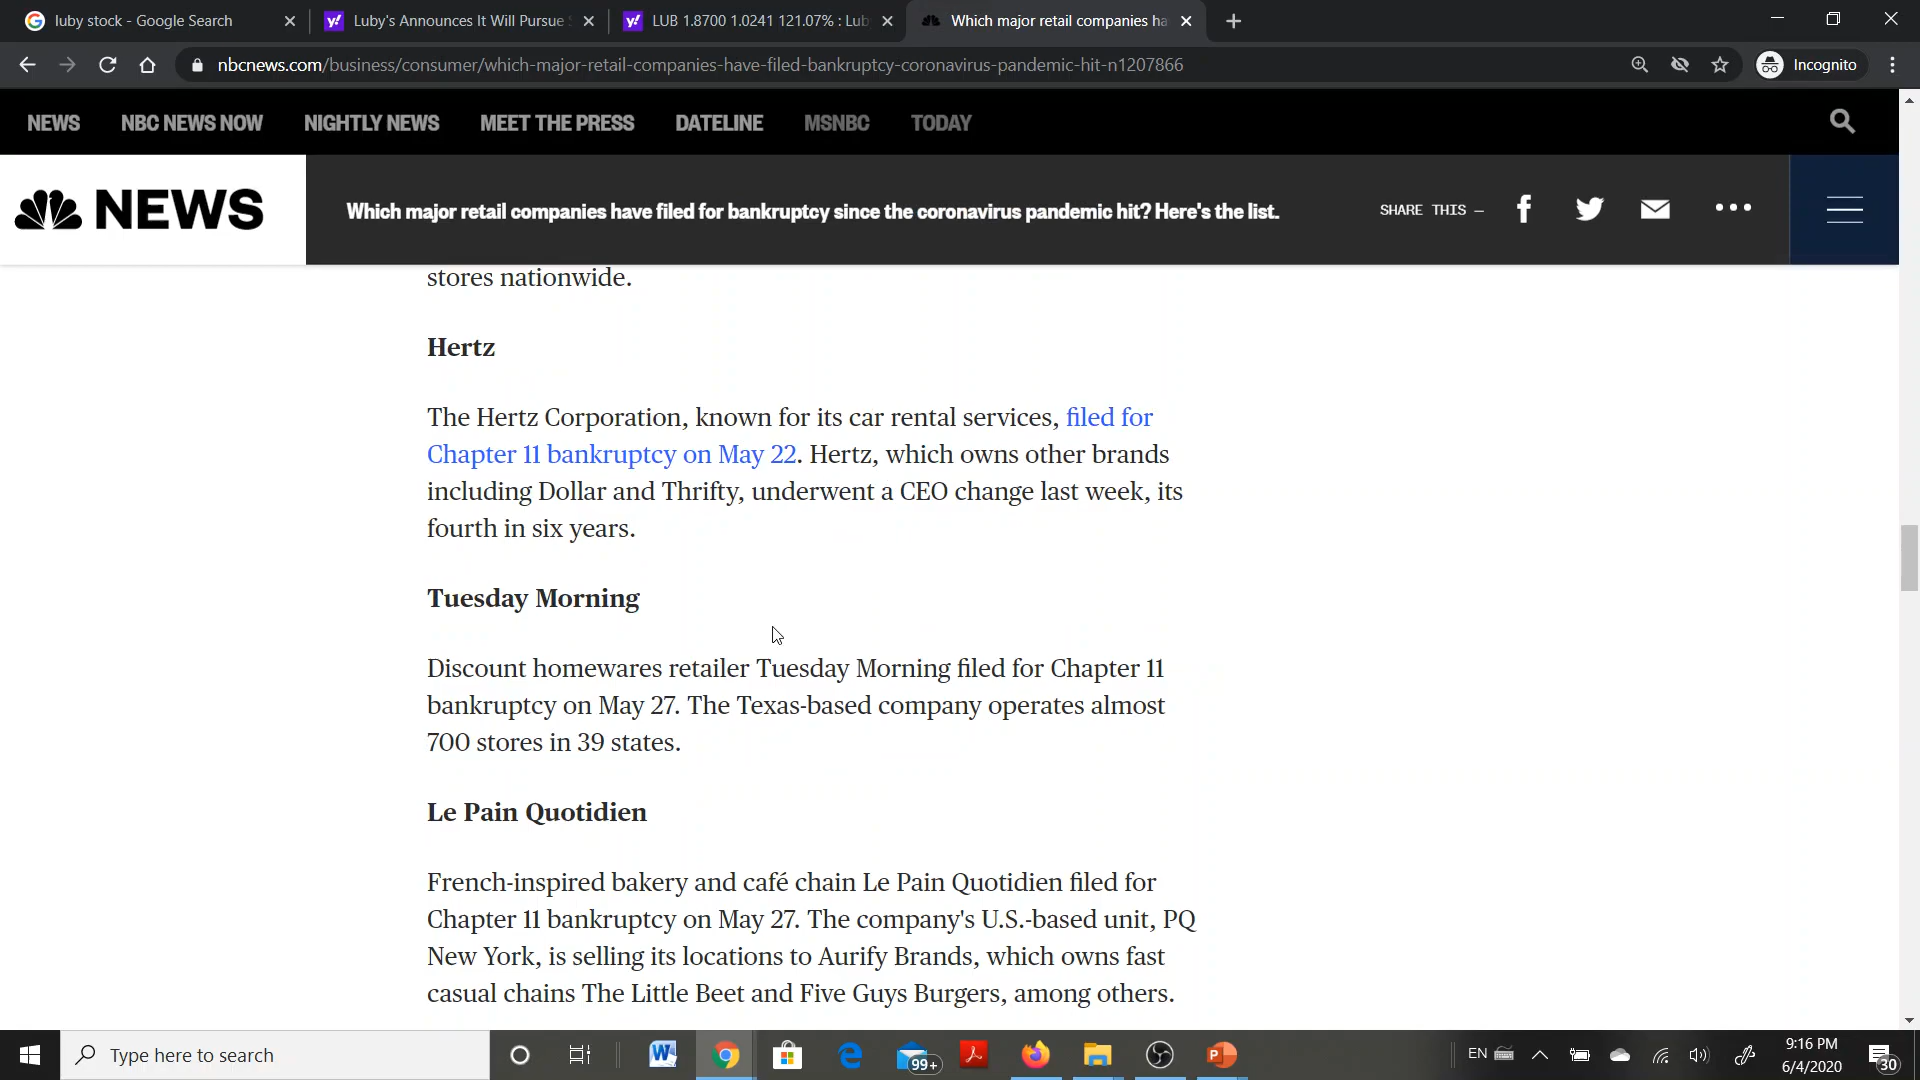 luby stock - Google Search
Luby's Announces It Will Pursue
LUB 1.8700 1.0241 121.07% : Lub
Which major retail companies ha
nbcnews.com/business/consumer/which-major-retail-companies-have-filed-bankruptcy-coronavirus-pandemic-hit-n1207866
Incognito
NEWS NBC NEWS NOW NIGHTLY NEWS MEET THE PRESS DATELINE MSNBC TODAY
NEWS
Which major retail companies have filed for bankruptcy since the coronavirus pandemic hit? Here's the list.
SHARE THIS —
stores nationwide.
Hertz
The Hertz Corporation, known for its car rental services, filed for
Chapter 11 bankruptcy on May 22. Hertz, which owns other brands
including Dollar and Thrifty, underwent a CEO change last week, its
fourth in six years.
Tuesday Morning
Discount homewares retailer Tuesday Morning filed for Chapter 11
bankruptcy on May 27. The Texas-based company operates almost
700 stores in 39 states.
Le Pain Quotidien
French-inspired bakery and café chain Le Pain Quotidien filed for
Chapter 11 bankruptcy on May 27. The company's U.S.-based unit, PQ
New York, is selling its locations to Aurify Brands, which owns fast
casual chains The Little Beet and Five Guys Burgers, among others.
Type here to search
99+
EN
9:16 PM
6/4/2020
30